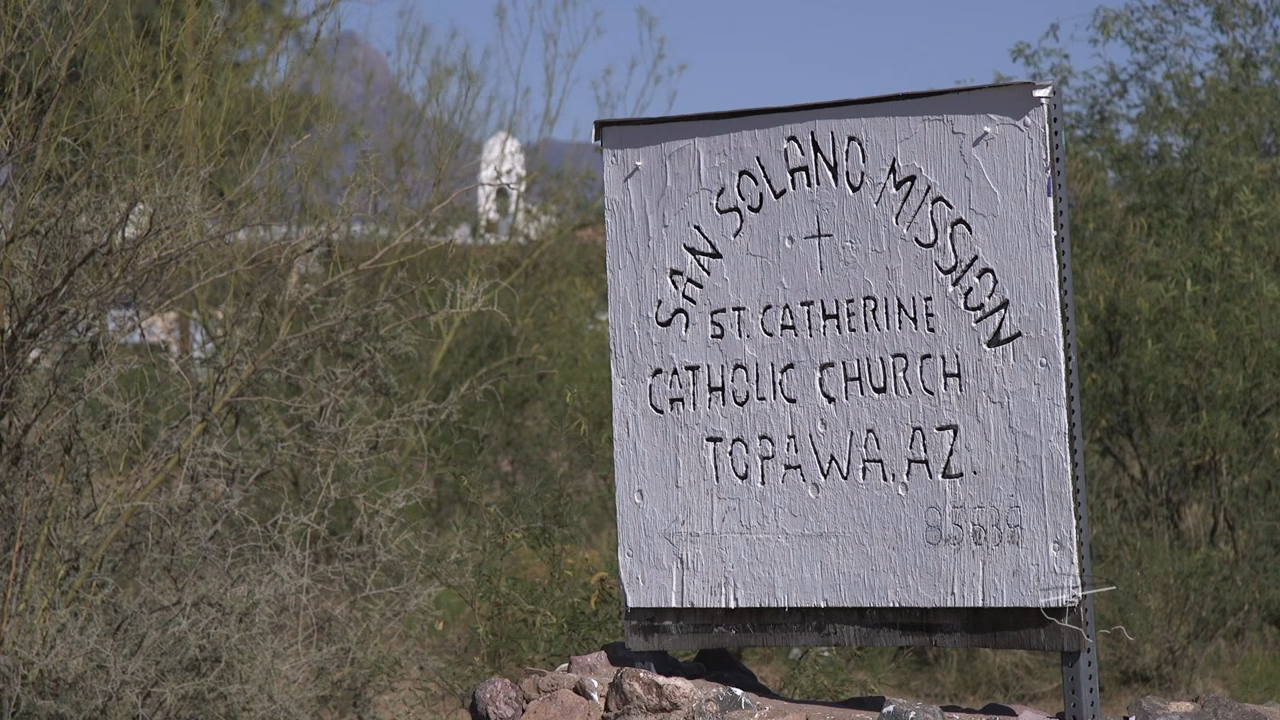 SAN SOLANO MISSION
ST. CATHERINE
CATHOLIC CHURCH
TOPAWA, AZ.
85639